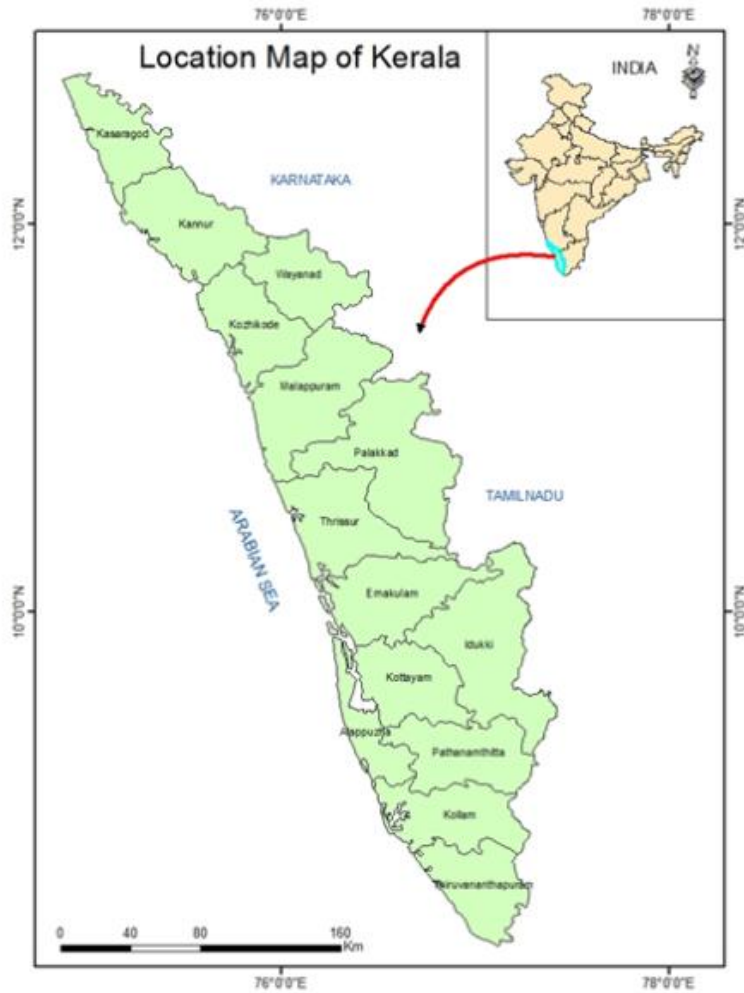 76°0'0"E
78°0'0"E
Location Map of Kerala
INDIA
N
Kasaragod
KARNATAKA
Kannur
12°0'0"N
12°0'0"N
Wayanad
Kozhikode
Malappuram
Palakkad
TAMILNADU
Thrissur
ARABIAN SEA
Ernakulam
10°0'0"N
10°0'0"N
Idukki
Kottayam
Alappuzha
Pathanamthitta
Kollam
Thiruvananthapuram
0 40 80 160
Km
76°0'0"E
78°0'0"E